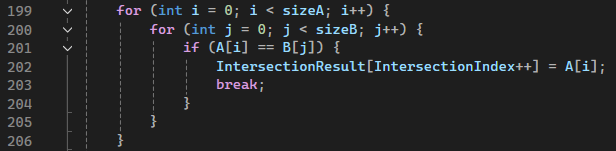 199 for (int i = 0; i < sizeA; i++) {
200 for (int j = 0; j < sizeB; j++) {
201 if (A[i] == B[j]) {
202 IntersectionResult[IntersectionIndex++] = A[i];
203 break;
204 }
205 }
206 }